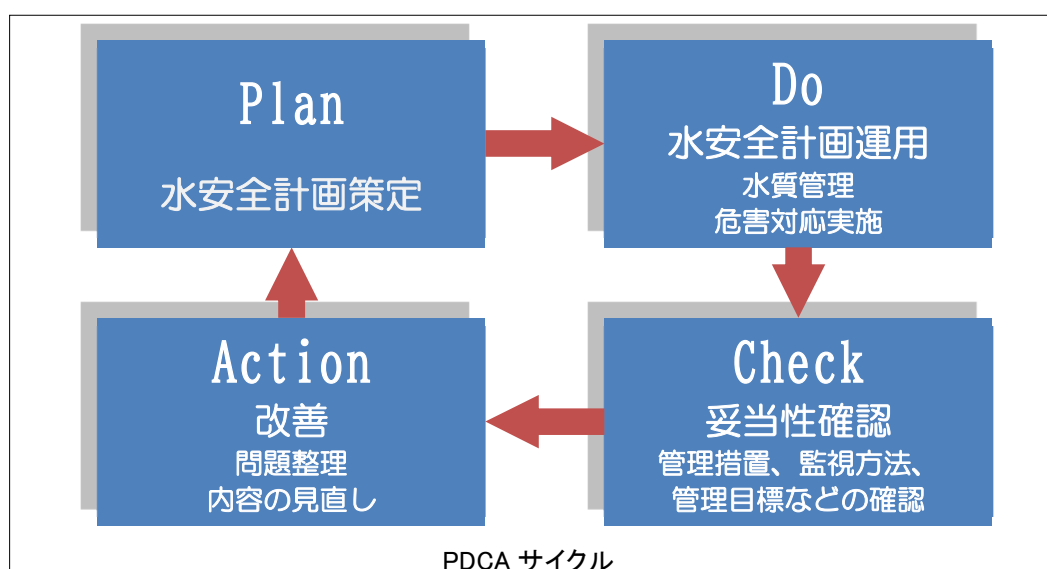 Plan
水安全計画策定
Do
水安全計画運用
水質管理
危害対応実施
Check
妥当性確認
管理措置、監視方法、
管理目標などの確認
Action
改善
問題整理
内容の見直し
PDCA サイクル